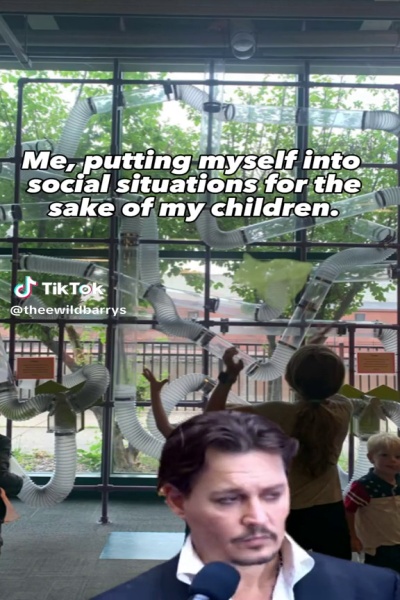 Me, putting myself into
social situations for the
sake of my children.
TikTok
@theewildbarrys